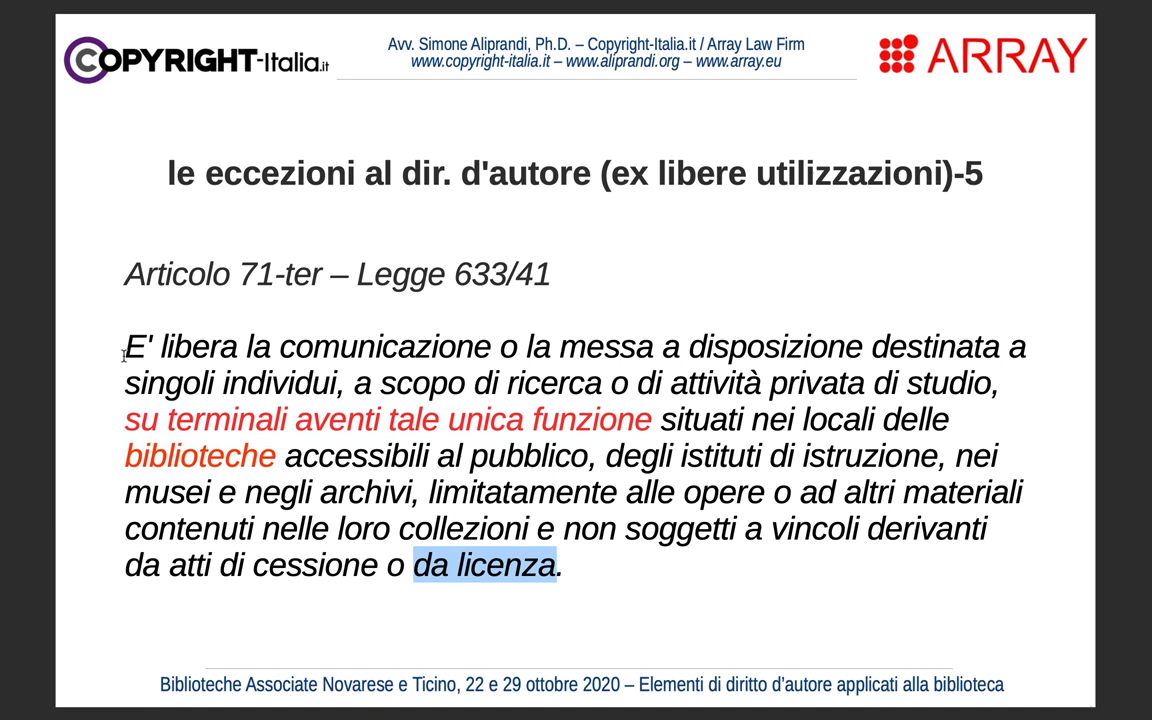 COPYRIGHT-Italia.it
Avv. Simone Aliprandi, Ph.D. – Copyright-Italia.it / Array Law Firm
www.copyright-italia.it – www.aliprandi.org – www.array.eu
ARRAY
le eccezioni al dir. d'autore (ex libere utilizzazioni)-5
Articolo 71-ter – Legge 633/41
E' libera la comunicazione o la messa a disposizione destinata a
singoli individui, a scopo di ricerca o di attività privata di studio,
su terminali aventi tale unica funzione situati nei locali delle
biblioteche accessibili al pubblico, degli istituti di istruzione, nei
musei e negli archivi, limitatamente alle opere o ad altri materiali
contenuti nelle loro collezioni e non soggetti a vincoli derivanti
da atti di cessione o da licenza.
Biblioteche Associate Novarese e Ticino, 22 e 29 ottobre 2020 – Elementi di diritto d'autore applicati alla biblioteca